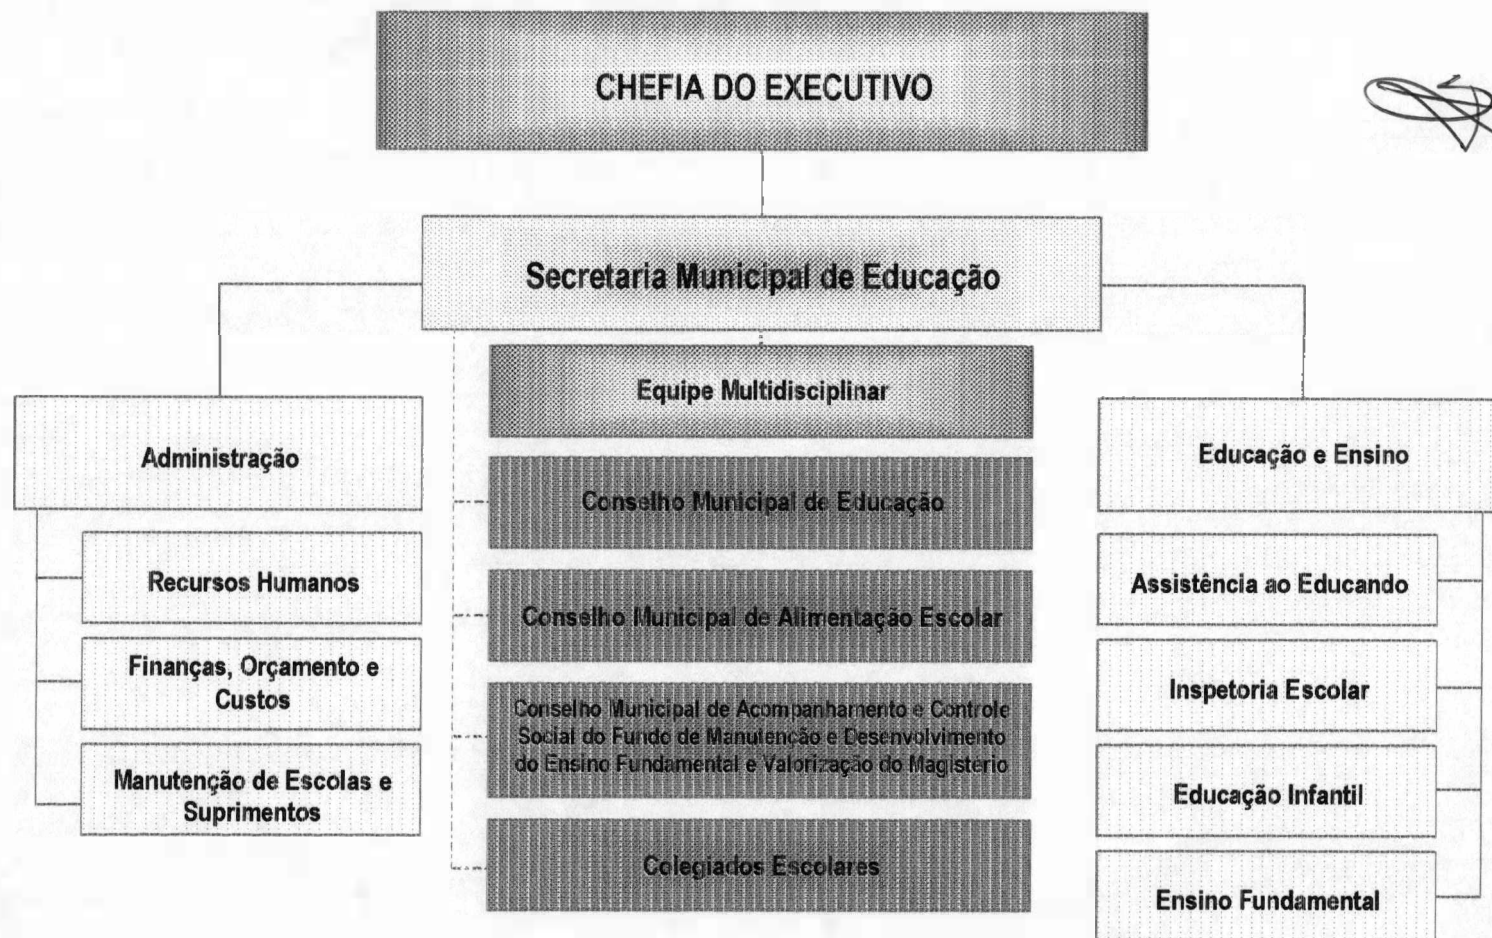 CHEFIA DO EXECUTIVO
Secretaria Municipal de Educação
Equipe Multidisciplinar
Conselho Municipal de Educação
Conselho Municipal de Alimentação Escolar
Conselho Municipal de Acompanhamento e Controle
Social do Fundo de Manutenção e Desenvolvimento
do Ensino Fundamental e Valorização do Magistério
Colegiados Escolares
Administração
Recursos Humanos
Finanças, Orçamento e
Custos
Manutenção de Escolas e
Suprimentos
Educação e Ensino
Assistência ao Educando
Inspetoria Escolar
Educação Infantil
Ensino Fundamental